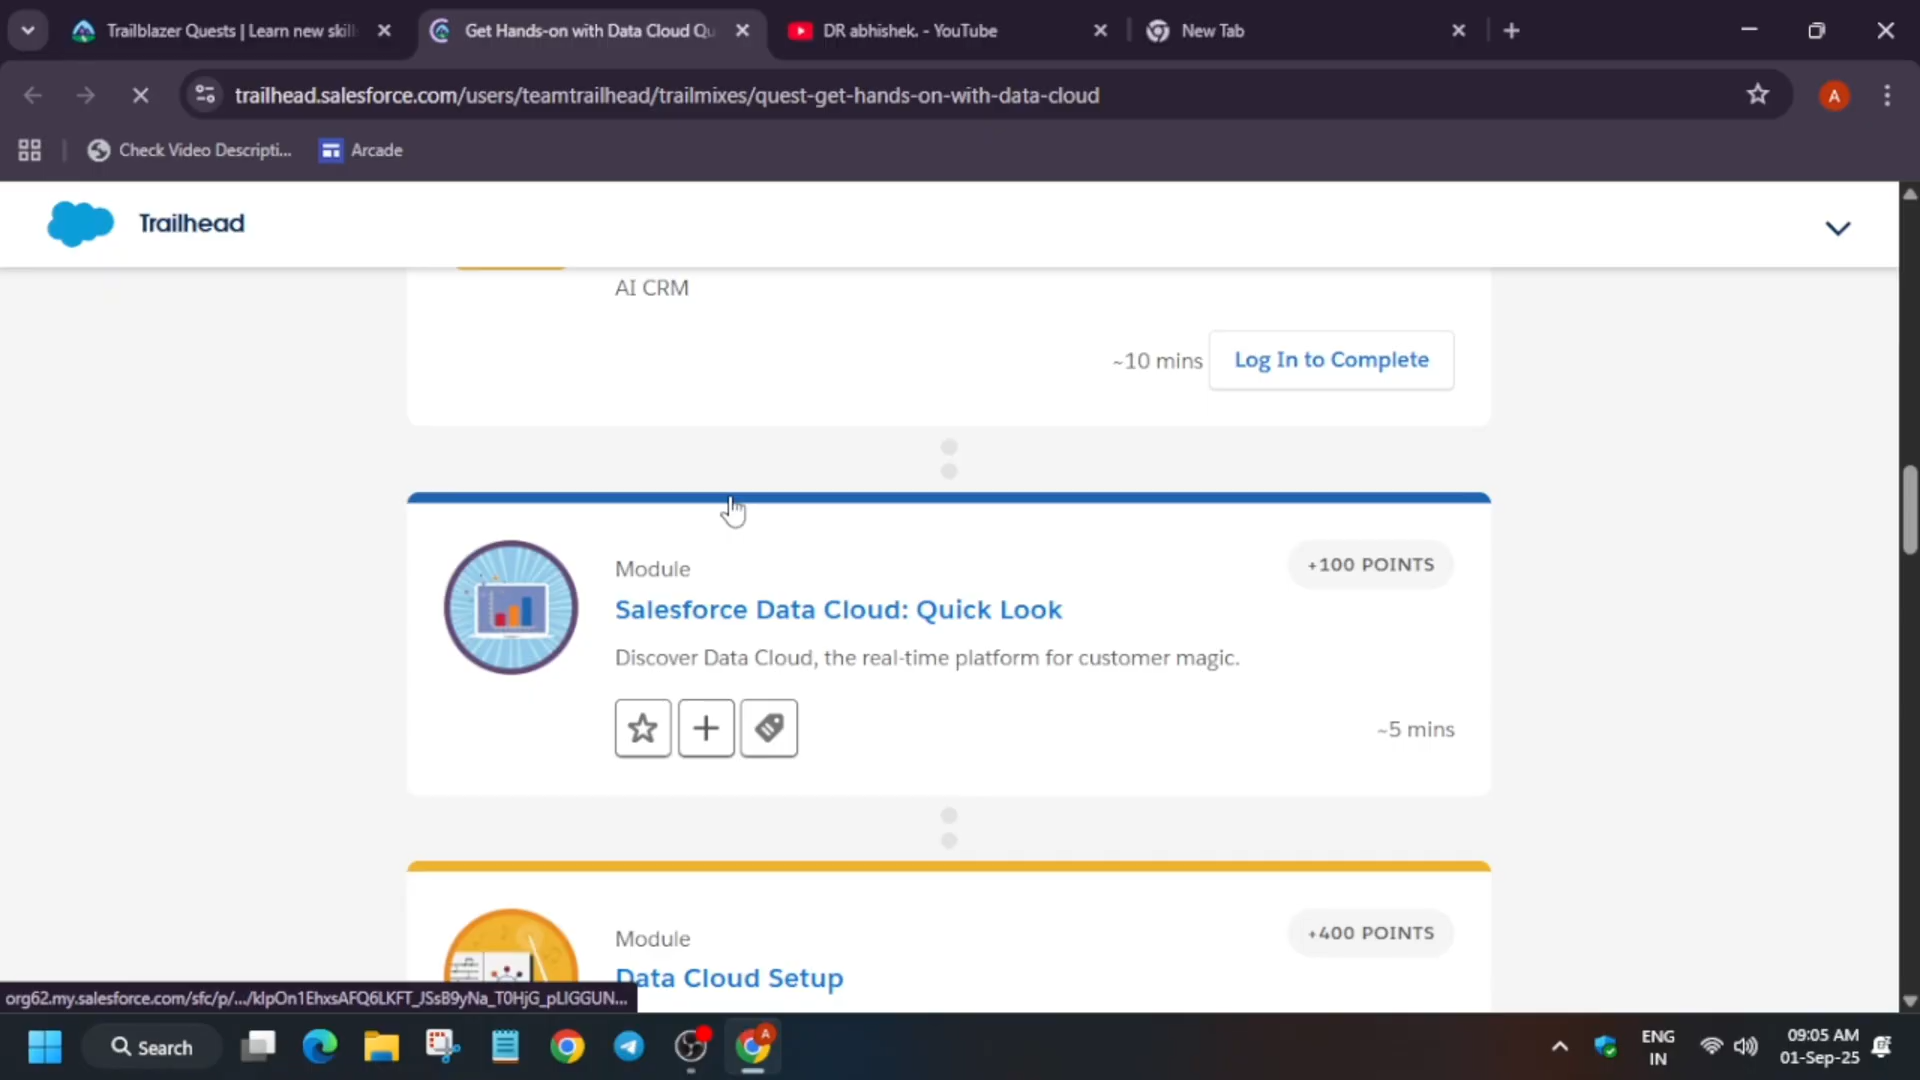 Trailblazer Quests | Learn new skill
Get Hands-on with Data Cloud Qu
DR abhishek. - YouTube
New Tab
trailhead.salesforce.com/users/teamtrailhead/trailmixes/quest-get-hands-on-with-data-cloud
A
Check Video Descripti...
Arcade
Trailhead
AI CRM
~10 mins
Log In to Complete
Module
+100 POINTS
Salesforce Data Cloud: Quick Look
Discover Data Cloud, the real-time platform for customer magic.
~5 mins
Module
+400 POINTS
Data Cloud Setup
org62.my.salesforce.com/sfc/p/.../klpOn1EhxsAFQ6LKFT_JSsB9yNa_T0HjG_pLIGGUN...
Search
A
ENG
IN
09:05 AM
01-Sep-25